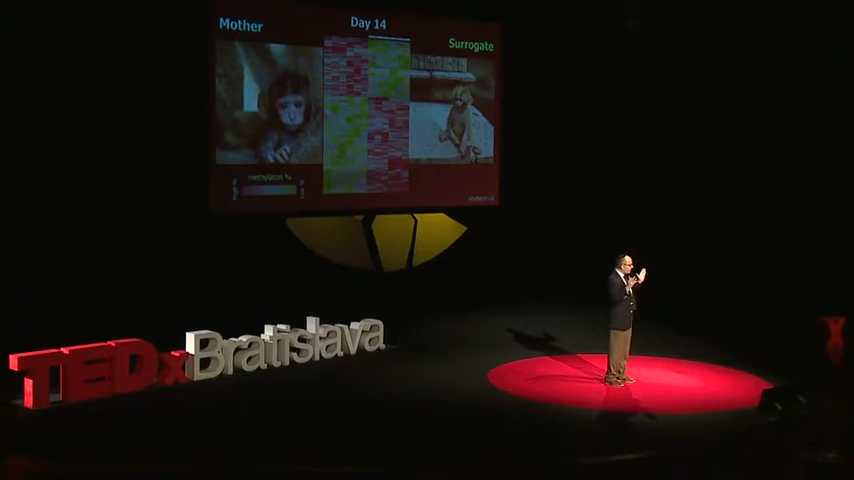 Mother
Day 14
Surrogate
methylation %
TEDxBratislava